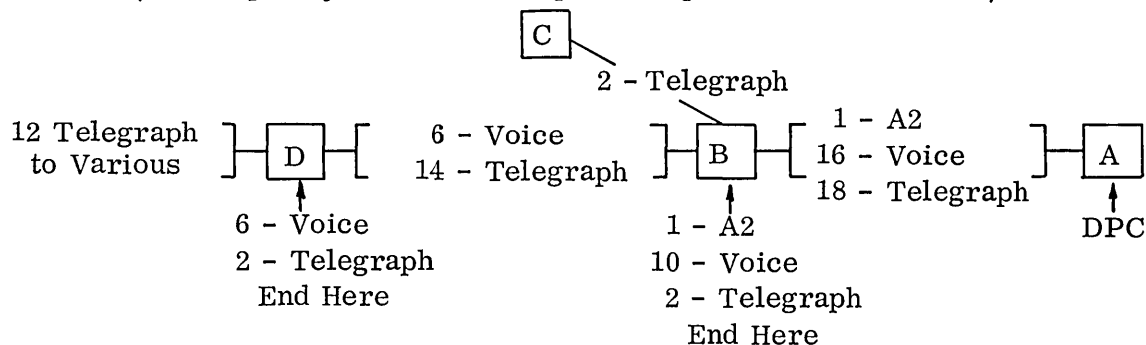 C
2 - Telegraph
12 Telegraph
to Various
D
6 - Voice
14 - Telegraph
B
1 - A2
16 - Voice
18 - Telegraph
A
6 - Voice
2 - Telegraph
End Here
1 - A2
10 - Voice
2 - Telegraph
End Here
DPC